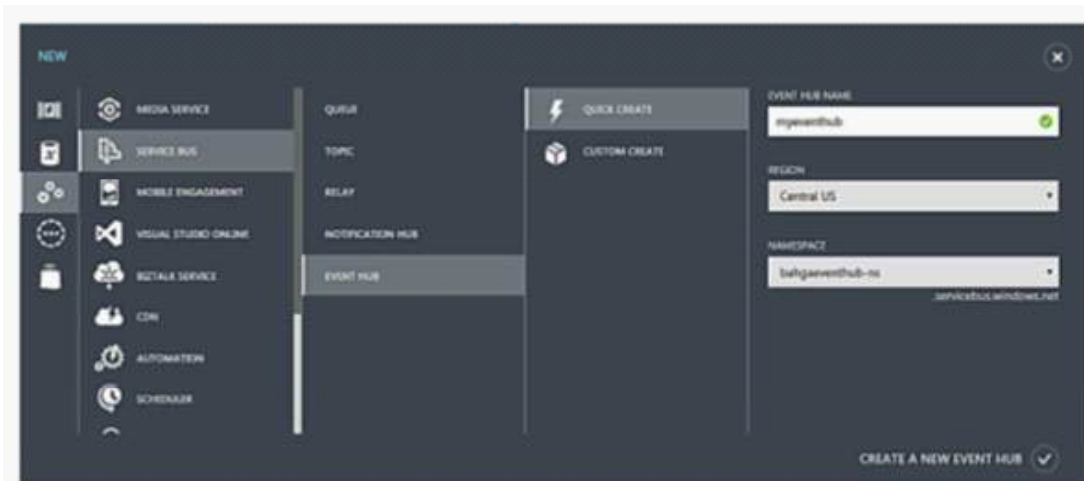 NEW
MEDIA SERVICE
SERVICE BUS
MOBILE ENGAGEMENT
VISUAL STUDIO ONLINE
BIZTALK SERVICE
CDN
AUTOMATION
SCHEDULER
QUEUE
TOPIC
RELAY
NOTIFICATION HUB
EVENT HUB
QUICK CREATE
CUSTOM CREATE
EVENT HUB NAME
myeventhub
REGION
Central US
NAMESPACE
bahgaeventhub-ns
.servicebus.windows.net
CREATE A NEW EVENT HUB